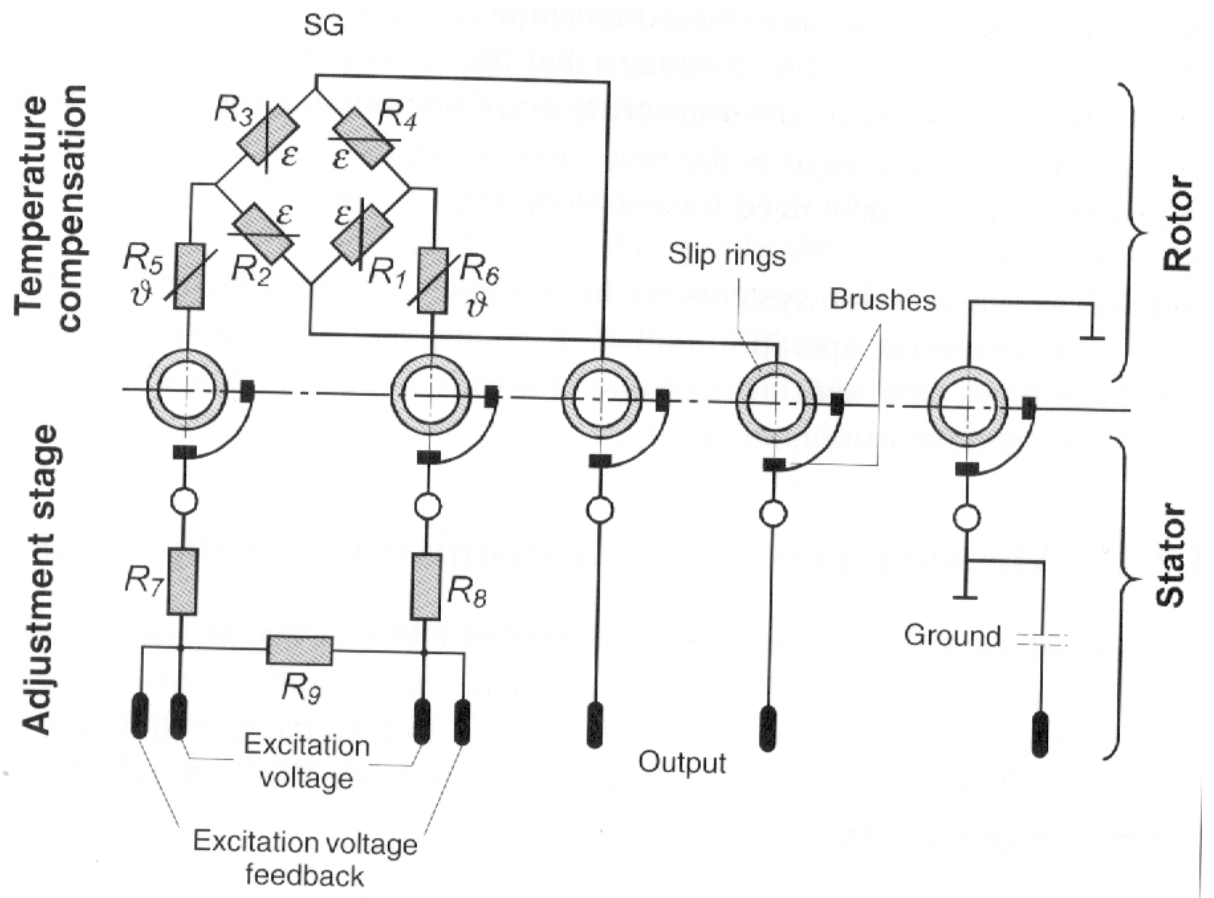 SG
Temperature
compensation
R3
ε
R4
ε
R5
ϑ
ε
R2
ε
R1
R6
ϑ
Slip rings
Brushes
Rotor
Adjustment stage
R7
R8
R9
Ground
Stator
Excitation
voltage
Output
Excitation voltage
feedback